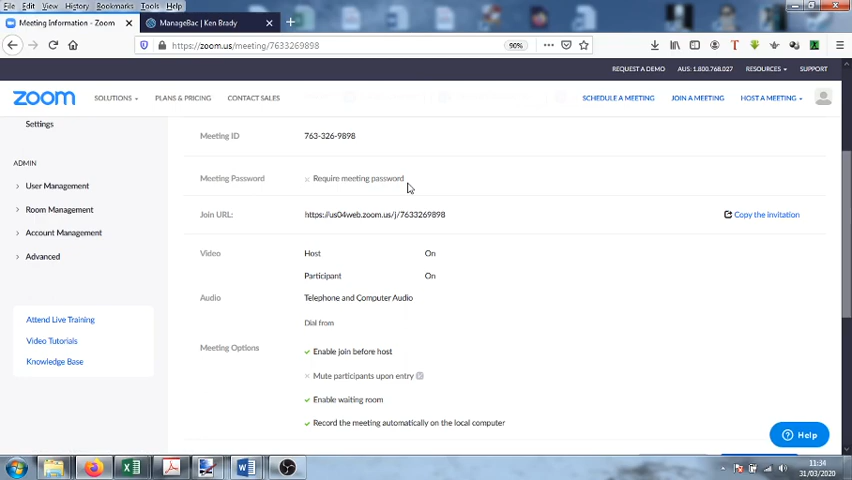 File Edit View History Bookmarks Tools Help
Meeting Information - Zoom ManageBac | Ken Brady
https://zoom.us/meeting/7633269898 90%
REQUEST A DEMO AUS: 1.800.768.027 RESOURCES SUPPORT
zoom SOLUTIONS PLANS & PRICING CONTACT SALES SCHEDULE A MEETING JOIN A MEETING HOST A MEETING
Settings
ADMIN
User Management
Room Management
Account Management
Advanced
Attend Live Training
Video Tutorials
Knowledge Base
Meeting ID 763-326-9898
Meeting Password Require meeting password
Join URL: https://us04web.zoom.us/j/7633269898 Copy the invitation
Video Host On
Participant On
Audio Telephone and Computer Audio
Dial from
Meeting Options Enable join before host
Mute participants upon entry
Enable waiting room
Record the meeting automatically on the local computer
Help
11:34
31/03/2020